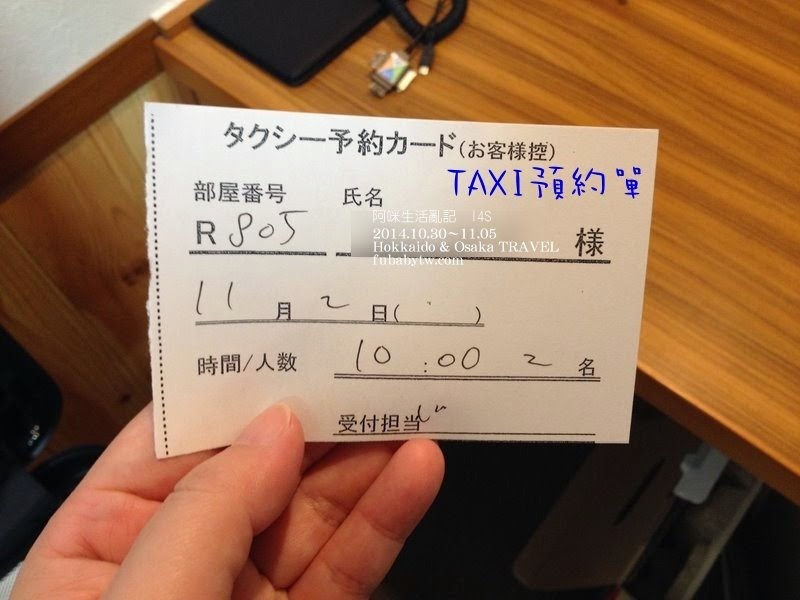 タクシー予約カード(お客様控)
TAXI預約單
部屋番号 氏名
阿咪生活亂記 I4S
2014.10.30~11.05
Hokkaido & Osaka TRAVEL
fubabytw.com
R 805 様
11月2日( )
時間/人数 10:00 2名
受付担当